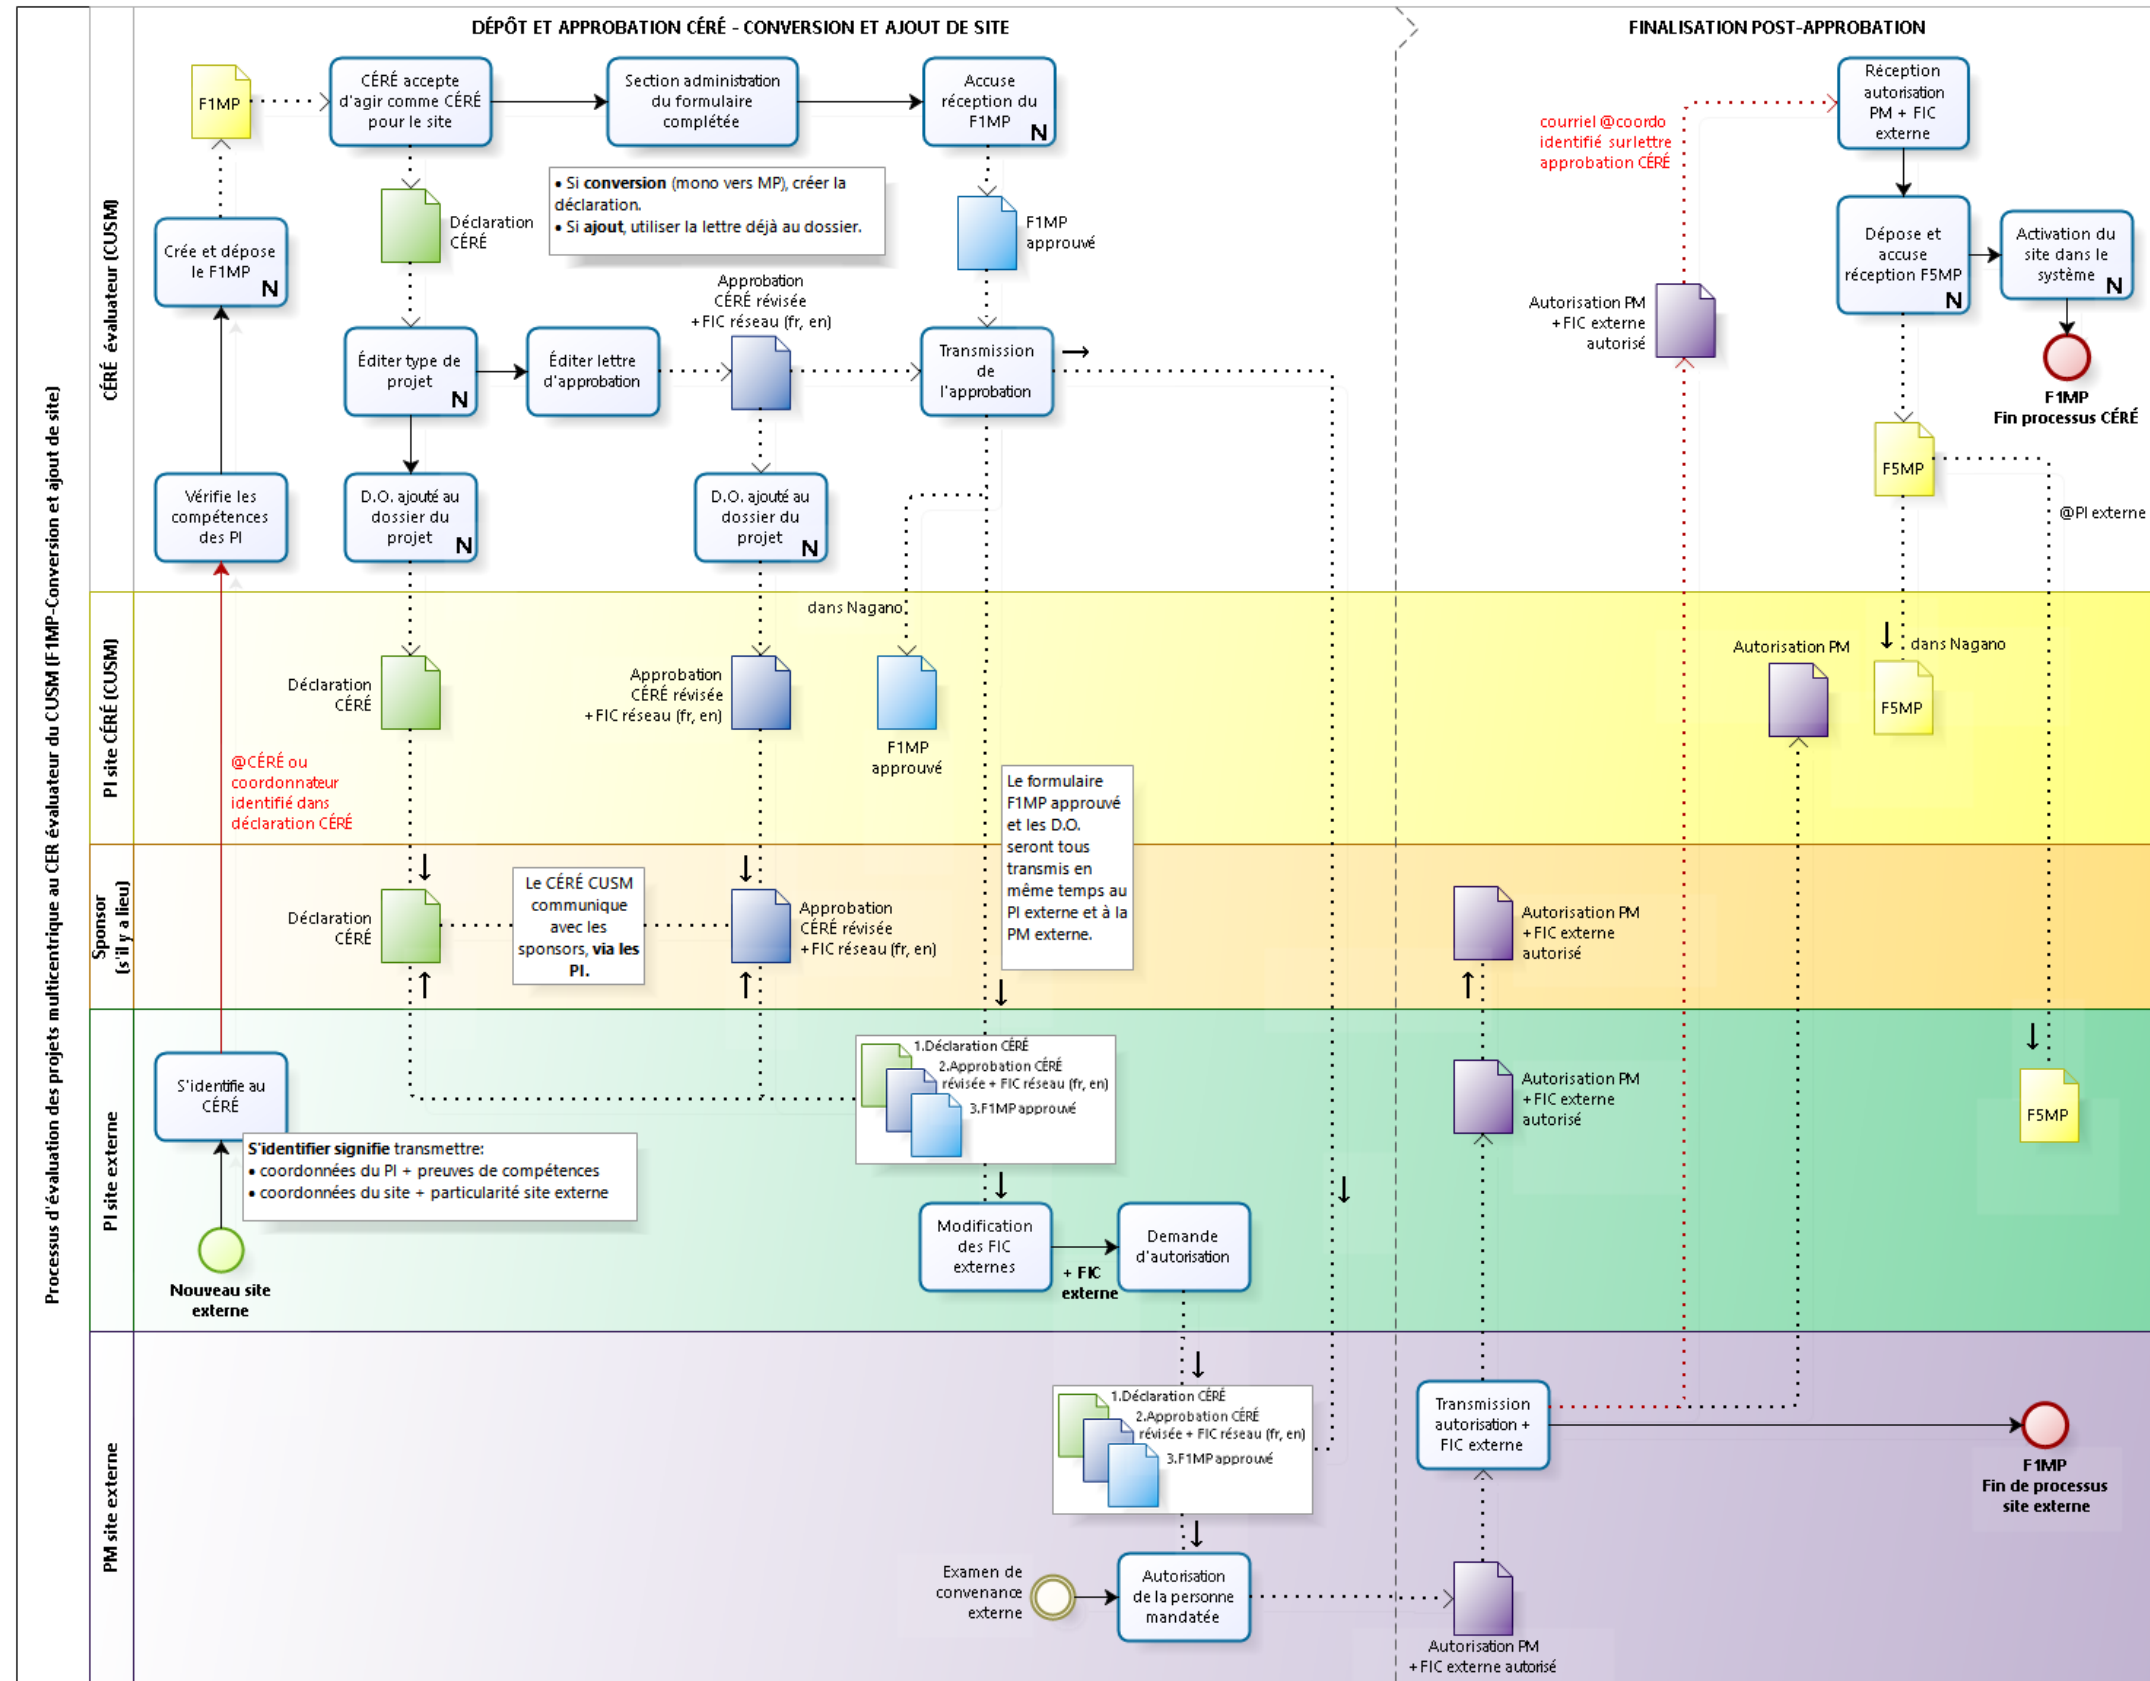 DÉPÔT ET APPROBATION CÉRÉ - CONVERSION ET AJOUT DE SITE
FINALISATION POST-APPROBATION
Processus d'évaluation des projets multicentrique au CER évaluateur du CUSM (F1MP-Conversion et ajout de site)
CÉRÉ évaluateur (CUSM)
F1MP
CÉRÉ accepte
d'agir comme CÉRÉ
pour le site
Section administration
du formulaire
complétée
Accuse
réception du
F1MP
N
Réception
autorisation
PM + FIC
externe
courriel @coordo
identifié sur lettre
approbation CÉRÉ
• Si conversion (mono vers MP), créer la
déclaration.
• Si ajout, utiliser la lettre déjà au dossier.
Déclaration
CÉRÉ
F1MP
approuvé
Crée et dépose
le F1MP
N
Dépose et
accuse
réception F5MP
N
Activation du
site dans le
système
N
Approbation
CÉRÉ révisée
+ FIC réseau (fr, en)
Autorisation PM
+ FIC externe
autorisé
Éditer type de
projet
N
Éditer lettre
d'approbation
Transmission
de
l'approbation
F1MP
Fin processus CÉRÉ
F5MP
Vérifie les
compétences
des PI
D.O. ajouté au
dossier du
projet
N
D.O. ajouté au
dossier du
projet
N
@PI externe
PI site CÉRÉ (CUSM)
dans Nagano
Déclaration
CÉRÉ
Approbation
CÉRÉ révisée
+ FIC réseau (fr, en)
F1MP
approuvé
Autorisation PM
dans Nagano
F5MP
@CÉRÉ ou
coordonnateur
identifié dans
déclaration CÉRÉ
Le formulaire
F1MP approuvé
et les D.O.
seront tous
transmis en
même temps au
PI externe et à la
PM externe.
Sponsor
(s'il y a lieu)
Déclaration
CÉRÉ
Le CÉRÉ CUSM
communique
avec les
sponsors, via les
PI.
Approbation
CÉRÉ révisée
+ FIC réseau (fr, en)
Autorisation PM
+ FIC externe
autorisé
PI site externe
S'identifie au
CÉRÉ
1.Déclaration CÉRÉ
2.Approbation CÉRÉ
révisée + FIC réseau (fr, en)
3.F1MP approuvé
Autorisation PM
+ FIC externe
autorisé
F5MP
S'identifier signifie transmettre:
• coordonnées du PI + preuves de compétences
• coordonnées du site + particularité site externe
Nouveau site
externe
Modification
des FIC
externes
+ FIC
externe
Demande
d'autorisation
PM site externe
1.Déclaration CÉRÉ
2.Approbation CÉRÉ
révisée + FIC réseau (fr, en)
3.F1MP approuvé
Transmission
autorisation +
FIC externe
F1MP
Fin de processus
site externe
Examen de
convenance
externe
Autorisation
de la personne
mandatée
Autorisation PM
+ FIC externe autorisé